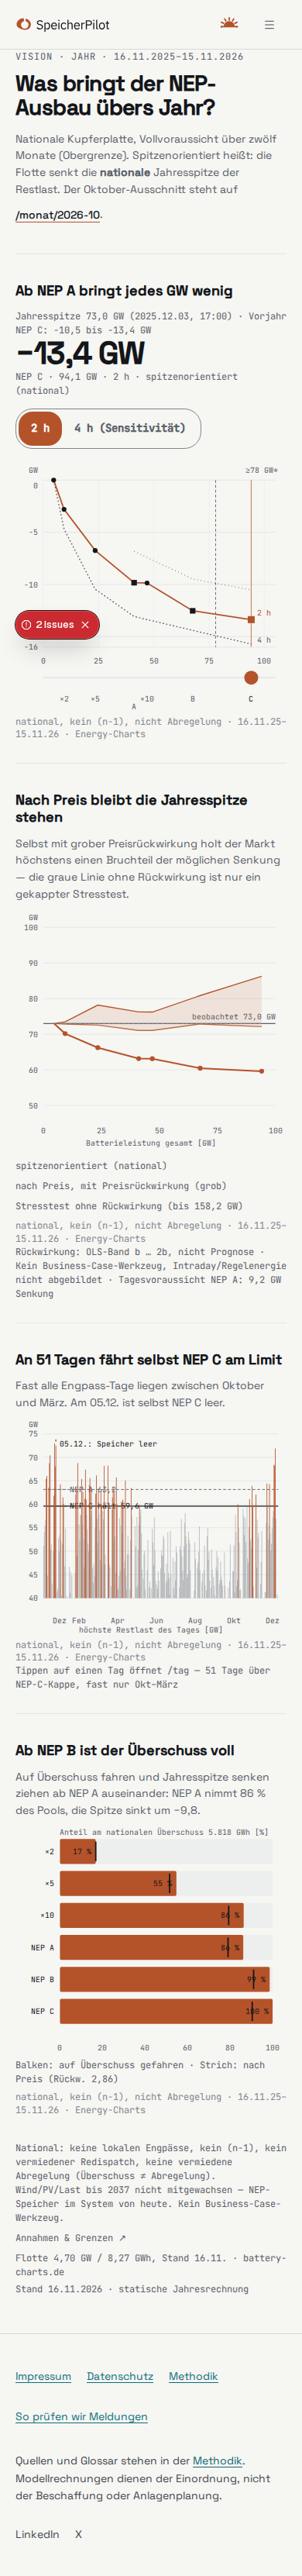 SpeicherPilot
VISION · JAHR · 16.11.2025–15.11.2026
Was bringt der NEP-
Ausbau übers Jahr?
Nationale Kupferplatte, Vollvoraussicht über zwölf
Monate (Obergrenze). Spitzenorientiert heißt: die
Flotte senkt die nationale Jahresspitze der
Restlast. Der Oktober-Ausschnitt steht auf
/monat/2026-10.
Ab NEP A bringt jedes GW wenig
Jahresspitze 73,0 GW (2025.12.03, 17:00) · Vorjahr
NEP C: -10,5 bis -13,4 GW
−13,4 GW
NEP C · 94,1 GW · 2 h · spitzenorientiert
(national)
2 h 4 h (Sensitivität)
GW ≥78 GW*
0
-5
-10
2 h
2 Issues
4 h
-16
0 25 50 75 100
×2 ×5 ×10 B C
A
national, kein (n-1), nicht Abregelung · 16.11.25–
15.11.26 · Energy-Charts
Nach Preis bleibt die Jahresspitze
stehen
Selbst mit grober Preisrückwirkung holt der Markt
höchstens einen Bruchteil der möglichen Senkung
— die graue Linie ohne Rückwirkung ist nur ein
gekappter Stresstest.
GW
100
90
80
beobachtet 73,0 GW
70
60
50
0 25 50 75 100
Batterieleistung gesamt [GW]
spitzenorientiert (national)
nach Preis, mit Preisrückwirkung (grob)
Stresstest ohne Rückwirkung (bis 158,2 GW)
national, kein (n-1), nicht Abregelung · 16.11.25–
15.11.26 · Energy-Charts
Rückwirkung: OLS-Band b … 2b, nicht Prognose ·
Kein Business-Case-Werkzeug, Intraday/Regelenergie
nicht abgebildet · Tagesvoraussicht NEP A: 9,2 GW
Senkung
An 51 Tagen fährt selbst NEP C am Limit
Fast alle Engpass-Tage liegen zwischen Oktober
und März. Am 05.12. ist selbst NEP C leer.
GW
75
05.12.: Speicher leer
70
65
NEP A 63,2
60
NEP C hält 59,6 GW
55
50
45
40
Dez Feb Apr Jun Aug Okt Dez
höchste Restlast des Tages [GW]
national, kein (n-1), nicht Abregelung · 16.11.25–
15.11.26 · Energy-Charts
Tippen auf einen Tag öffnet /tag — 51 Tage über
NEP-C-Kappe, fast nur Okt–März
Ab NEP B ist der Überschuss voll
Auf Überschuss fahren und Jahresspitze senken
ziehen ab NEP A auseinander: NEP A nimmt 86 %
des Pools, die Spitze sinkt um −9,8.
Anteil am nationalen Überschuss 5.818 GWh [%]
×2 17 %
×5 55 %
×10 86 %
NEP A 86 %
NEP B 99 %
NEP C 100 %
0 20 40 60 80 100
Balken: auf Überschuss gefahren · Strich: nach
Preis (Rückw. 2,86)
national, kein (n-1), nicht Abregelung · 16.11.25–
15.11.26 · Energy-Charts
National: keine lokalen Engpässe, kein (n-1), kein
vermiedener Redispatch, keine vermiedene
Abregelung (Überschuss ≠ Abregelung).
Wind/PV/Last bis 2037 nicht mitgewachsen — NEP-
Speicher im System von heute. Kein Business-Case-
Werkzeug.
Annahmen & Grenzen ↗
Flotte 4,70 GW / 8,27 GWh, Stand 16.11. · battery-
charts.de
Stand 16.11.2026 · statische Jahresrechnung
Impressum Datenschutz Methodik
So prüfen wir Meldungen
Quellen und Glossar stehen in der Methodik.
Modellrechnungen dienen der Einordnung, nicht
der Beschaffung oder Anlagenplanung.
LinkedIn X